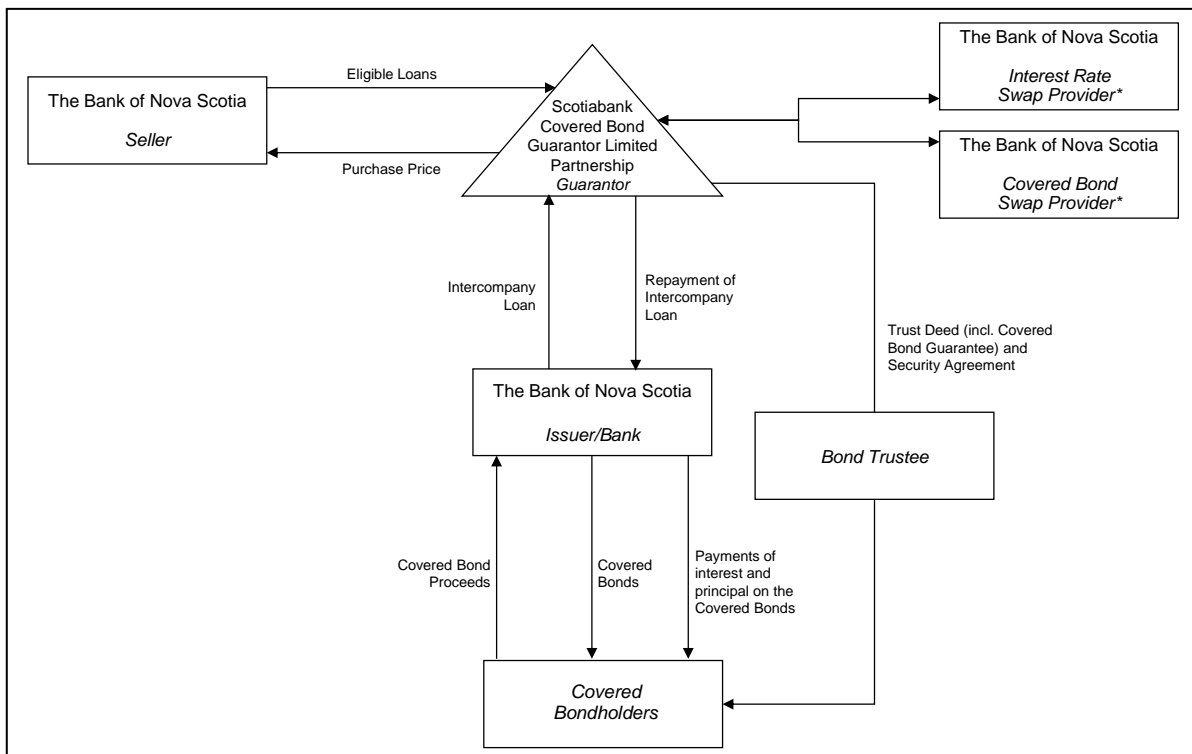 The Bank of Nova Scotia
Seller
Eligible Loans
Purchase Price
Scotiabank
Covered Bond
Guarantor Limited
Partnership
Guarantor
The Bank of Nova Scotia
Interest Rate
Swap Provider*
The Bank of Nova Scotia
Covered Bond
Swap Provider*
Intercompany
Loan
Repayment of
Intercompany
Loan
Trust Deed (incl. Covered
Bond Guarantee) and
Security Agreement
The Bank of Nova Scotia
Issuer/Bank
Bond Trustee
Covered Bond
Proceeds
Covered
Bonds
Payments of
interest and
principal on the
Covered Bonds
Covered
Bondholders